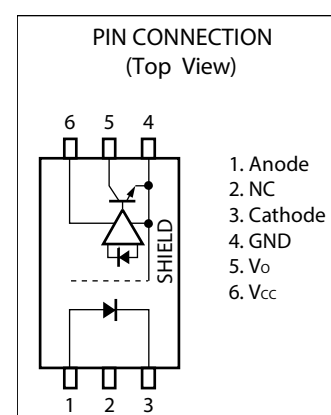 PIN CONNECTION
(Top View)
6 5 4
SHIELD
1 2 3
1. Anode
2. NC
3. Cathode
4. GND
5. Vo
6. Vcc